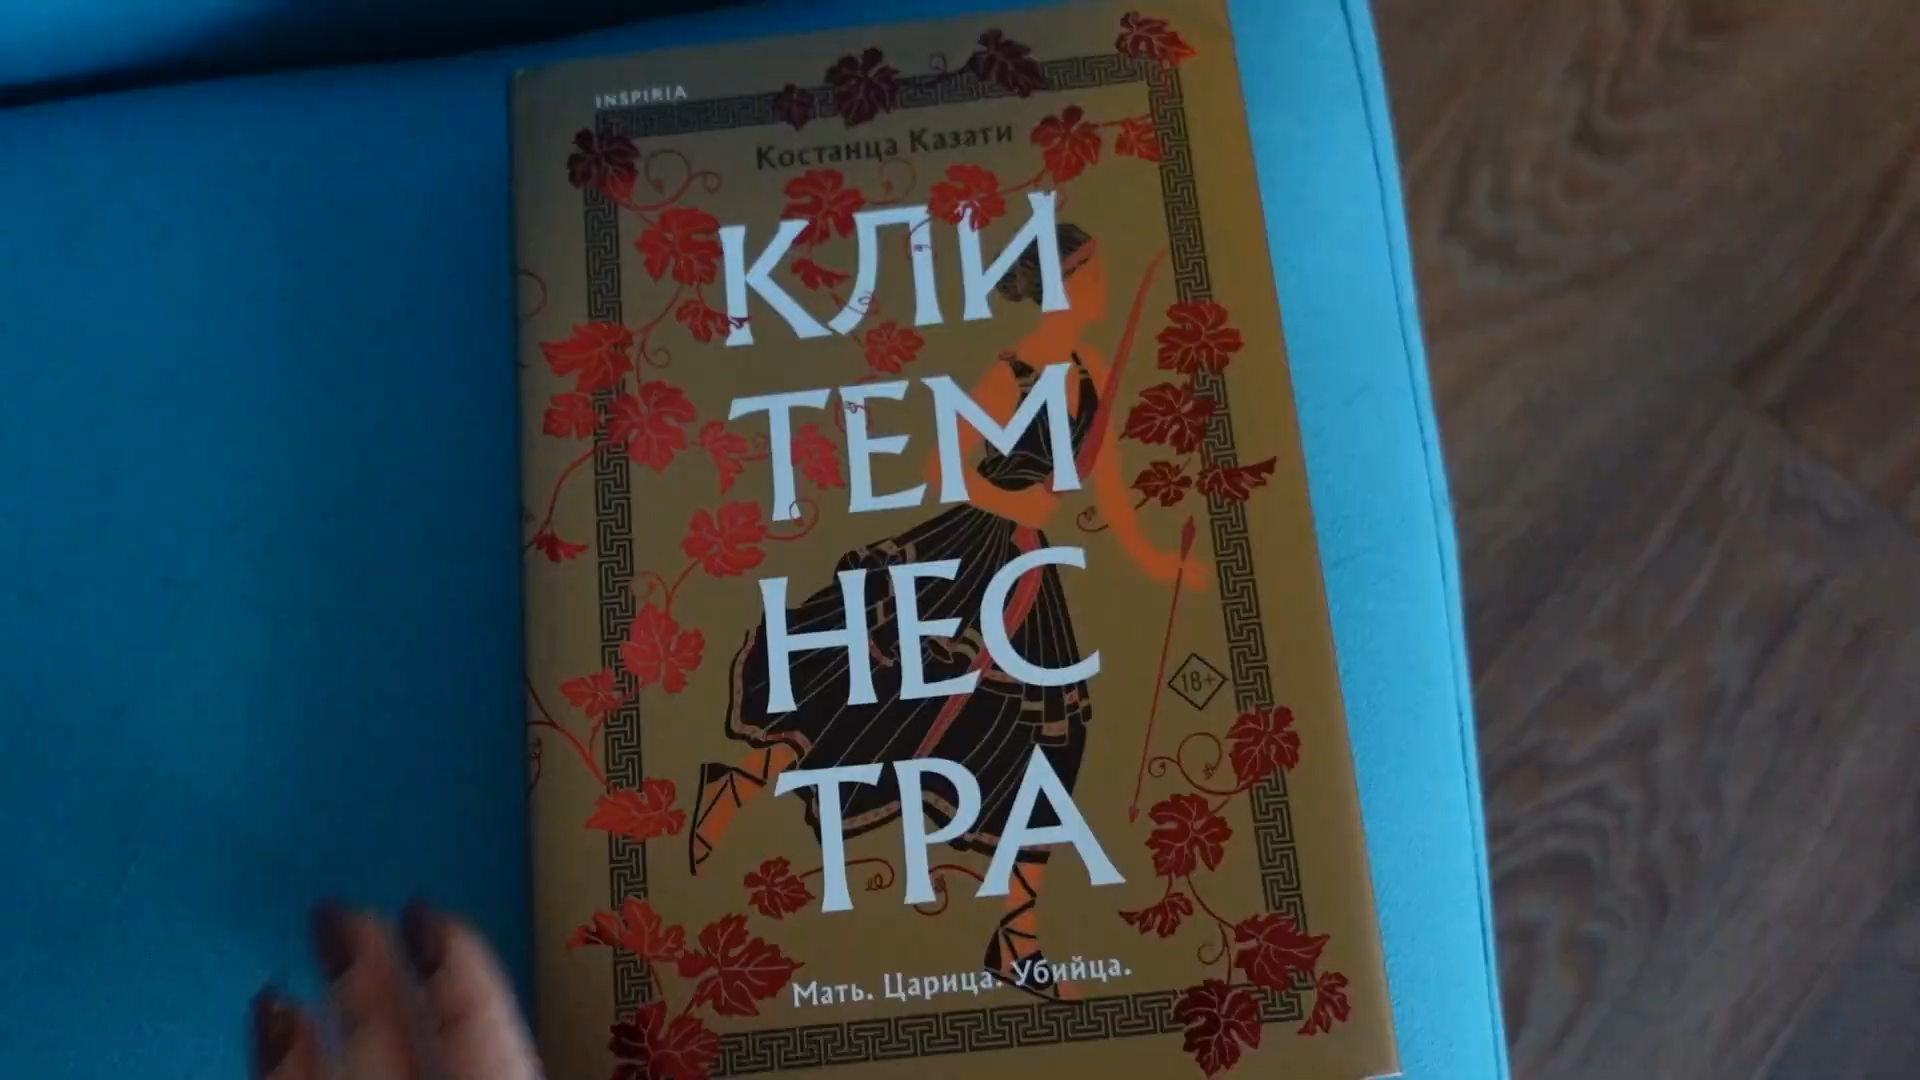 INSPIRIA
Костанца Казати
КЛИ
ТЕМ
НЕС
ТРА
18+
Мать. Царица. Убийца.